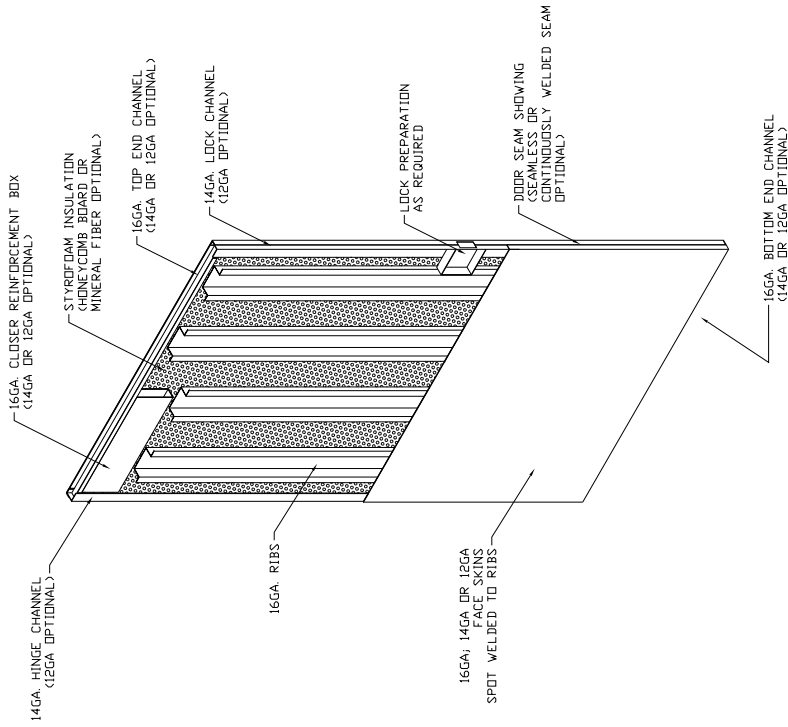 16GA. CLOSER REINFORCEMENT BOX
(14GA OR 12GA OPTIONAL)
STYROFOAM INSULATION
(HONEYCOMB BOARD OR
MINERAL FIBER OPTIONAL)
16GA. TOP END CHANNEL
(14GA OR 12GA OPTIONAL)
14GA. LOCK CHANNEL
(12GA OPTIONAL)
LOCK PREPARATION
AS REQUIRED
DOOR SEAM SHOWING
(SEAMLESS OR
CONTINUOUSLY WELDED SEAM
OPTIONAL)
16GA. BOTTOM END CHANNEL
(14GA OR 12GA OPTIONAL)
14GA. HINGE CHANNEL
(12GA OPTIONAL)
16GA. RIBS
16GA; 14GA OR 12GA
FACE SKINS
SPOT WELDED TO RIBS